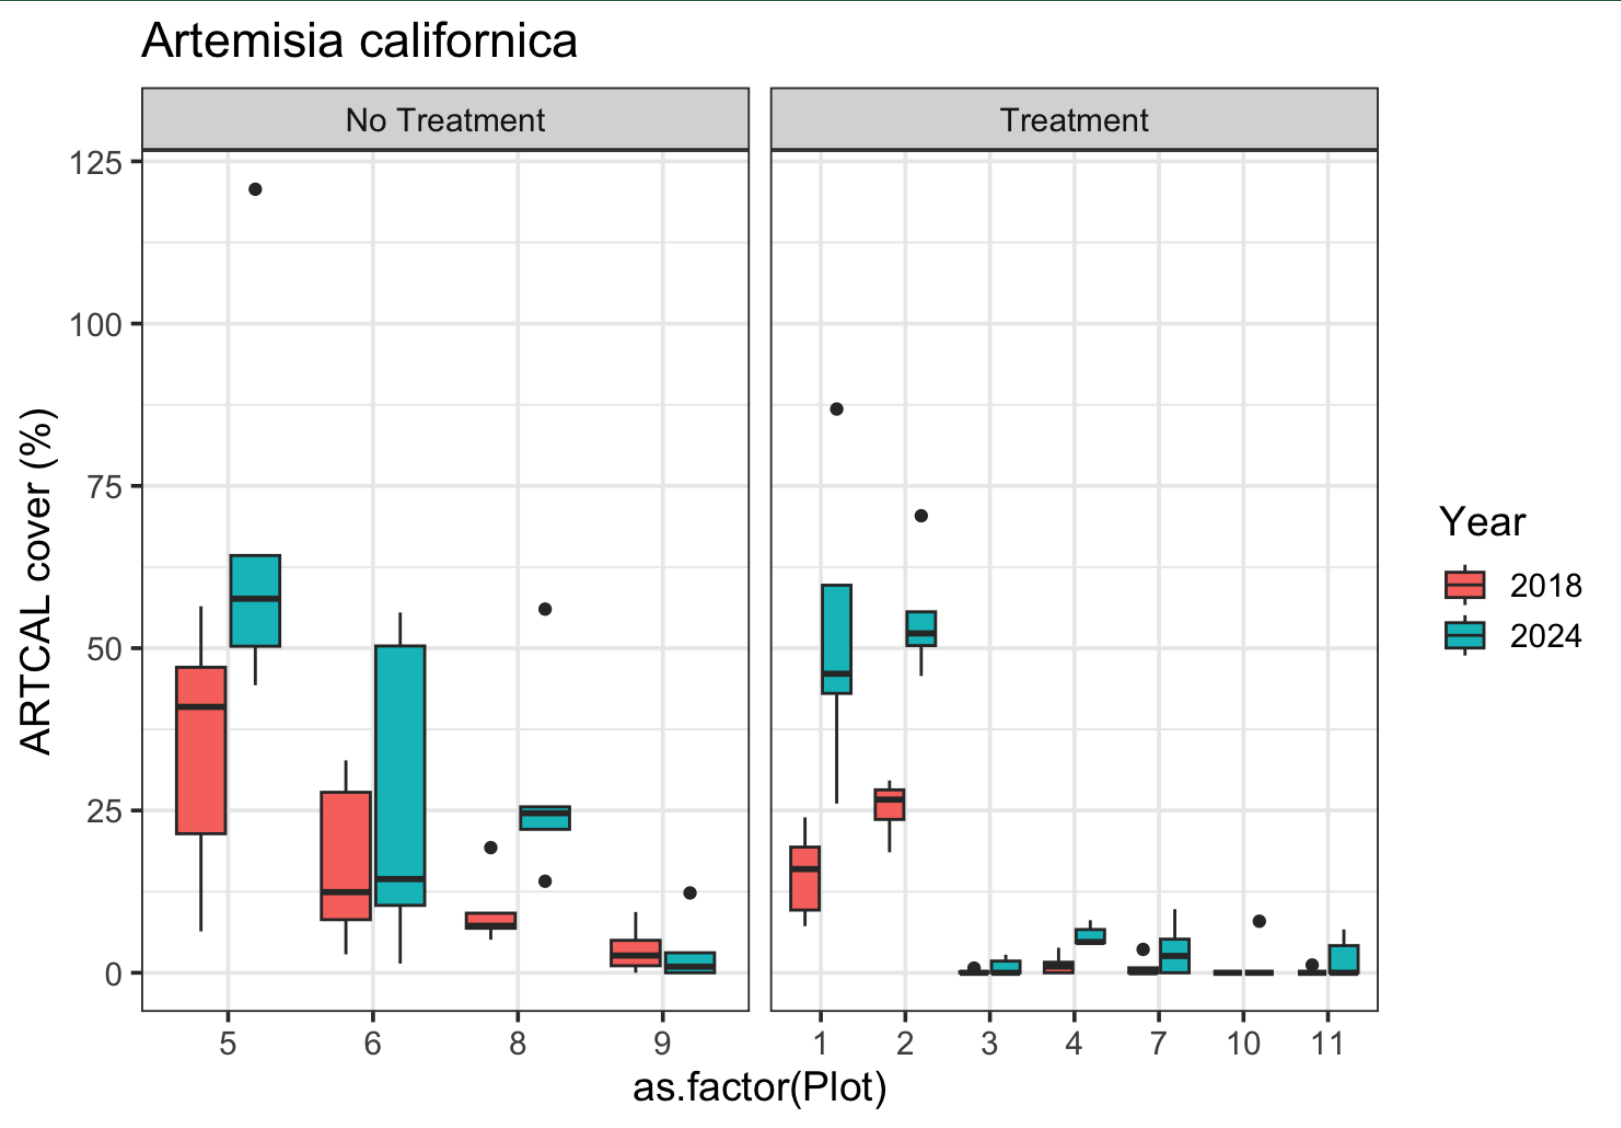 Artemisia californica
No Treatment
Treatment
125
100
75
50
25
0
ARTCAL cover (%)
5 6 8 9
1 2 3 4 7 10 11
as.factor(Plot)
Year
2018
2024